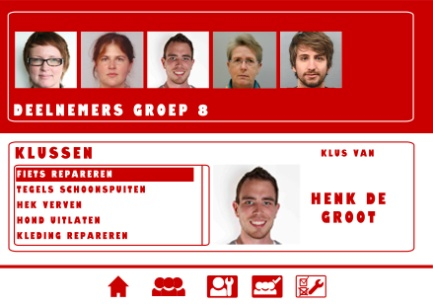 DEELNEMERS GROEP 8
KLUSSEN
KLUS VAN
FIETS REPAREREN
TEGELS SCHOONSPUITEN
HEK VERVEN
HOND UITLATEN
KLEDING REPAREREN
HENK DE
GROOT